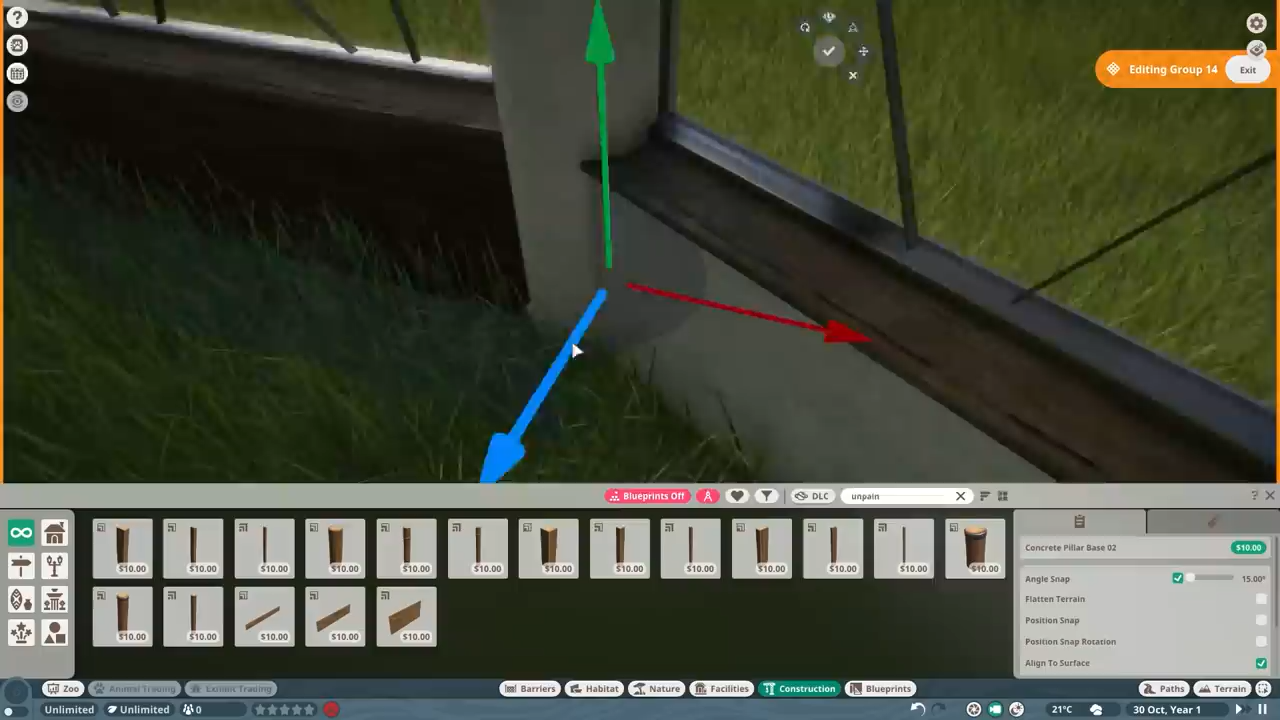 ?
Editing Group 14 Exit
Blueprints Off DLC unpain
?
$10.00 $10.00 $10.00 $10.00 $10.00 $10.00 $10.00 $10.00 $10.00 $10.00 $10.00 $10.00 $10.00
$10.00 $10.00 $10.00 $10.00 $10.00
Concrete Pillar Base 02 $10.00
Angle Snap 15.00°
Flatten Terrain
Position Snap
Position Snap Rotation
Align To Surface
Zoo Animal Trading Exhibit Trading Barriers Habitat Nature Facilities Construction Blueprints Paths Terrain
Unlimited Unlimited 0 21°C 30 Oct, Year 1